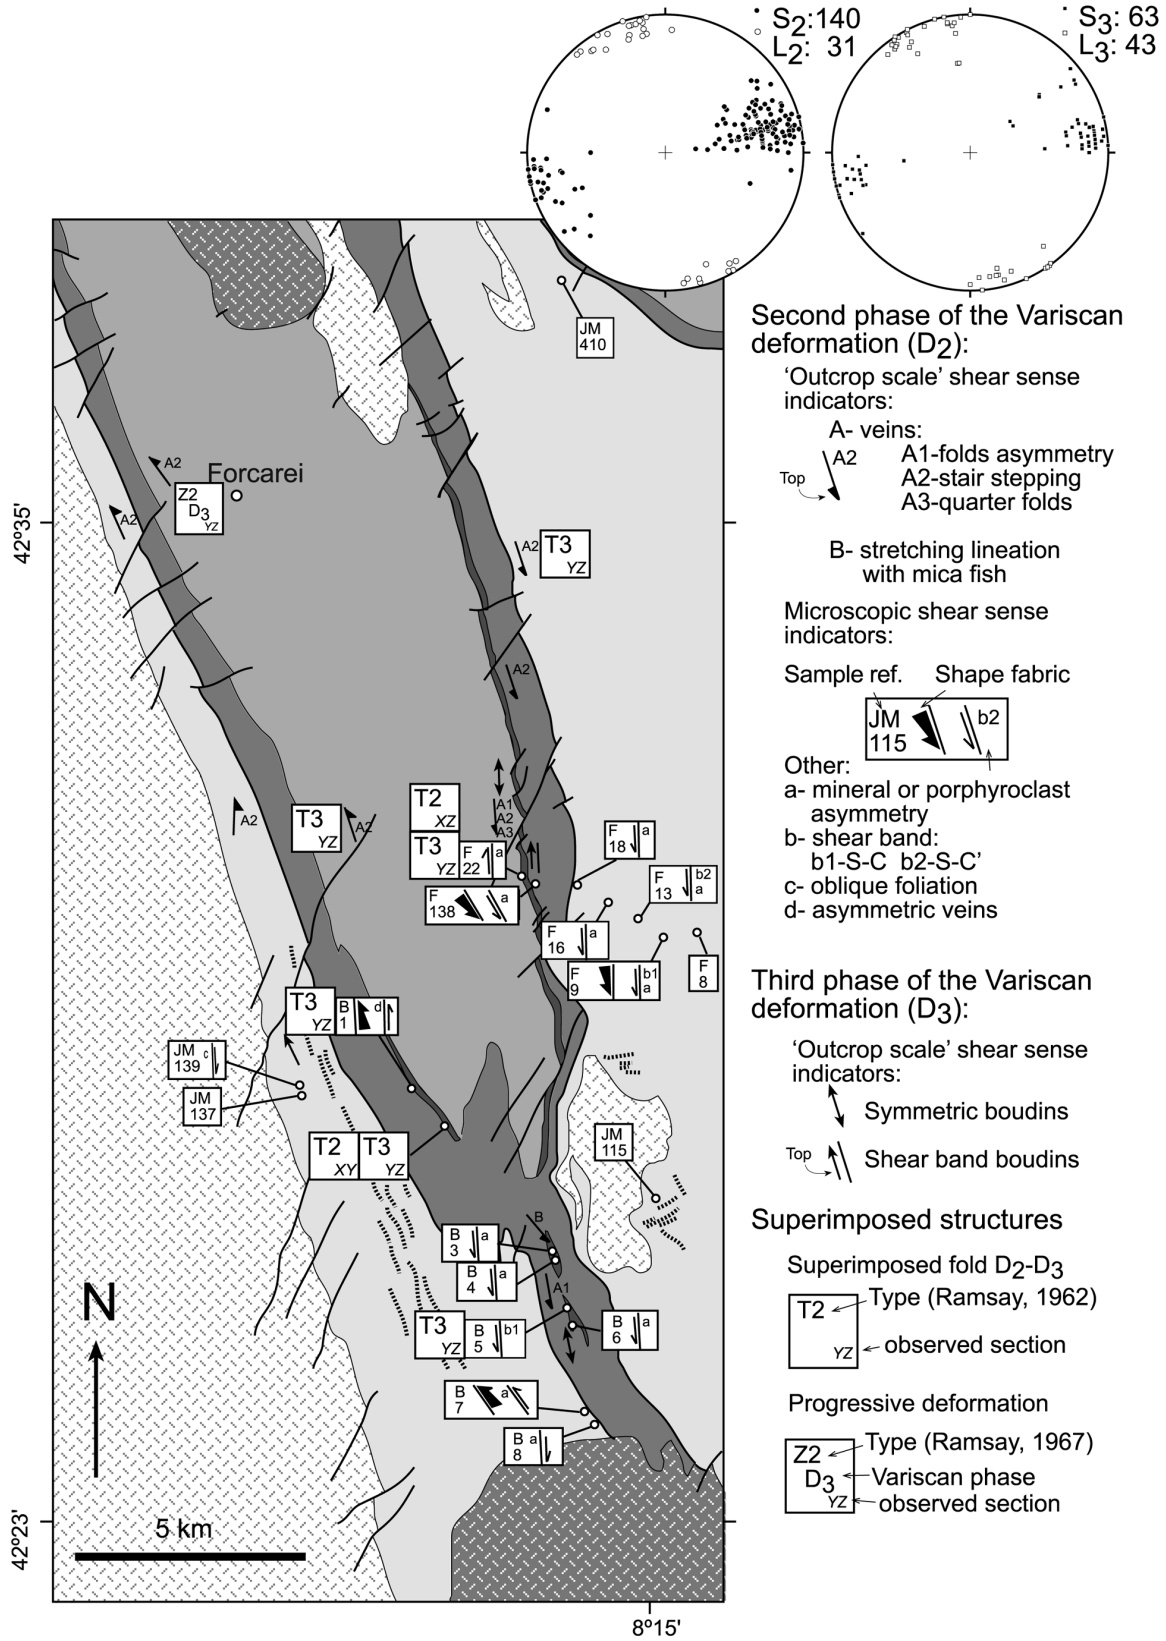 S2:140
L2: 31
S3: 63
L3: 43
JM
410
Forcarei
A2
Z2
D3
YZ
A2
42º35'
A2
T3
YZ
A2
T3
YZ
A2
A2
T2
XZ
T3
YZ
F
22
a
A1
A2
A3
F
138
a
F
18
a
F
13
b2
a
F
16
a
F
9
b1
a
F
8
T3
YZ
B
1
d
JM
139
c
JM
137
T2
XY
T3
YZ
JM
115
B
B
3
a
B
4
a
A1
T3
YZ
B
5
b1
B
6
a
B
7
a
B
8
a
N
5 km
42º23'
8º15'
Second phase of the Variscan
deformation (D2):
‘Outcrop scale’ shear sense
indicators:
A- veins:
A2
Top
A1-folds asymmetry
A2-stair stepping
A3-quarter folds
B- stretching lineation
with mica fish
Microscopic shear sense
indicators:
Sample ref. Shape fabric
JM
115
b2
Other:
a- mineral or porphyroclast
asymmetry
b- shear band:
b1-S-C b2-S-C’
c- oblique foliation
d- asymmetric veins
Third phase of the Variscan
deformation (D3):
‘Outcrop scale’ shear sense
indicators:
Symmetric boudins
Top
Shear band boudins
Superimposed structures
Superimposed fold D2-D3
T2
Type (Ramsay, 1962)
YZ
observed section
Progressive deformation
Z2
Type (Ramsay, 1967)
D3
Variscan phase
YZ
observed section